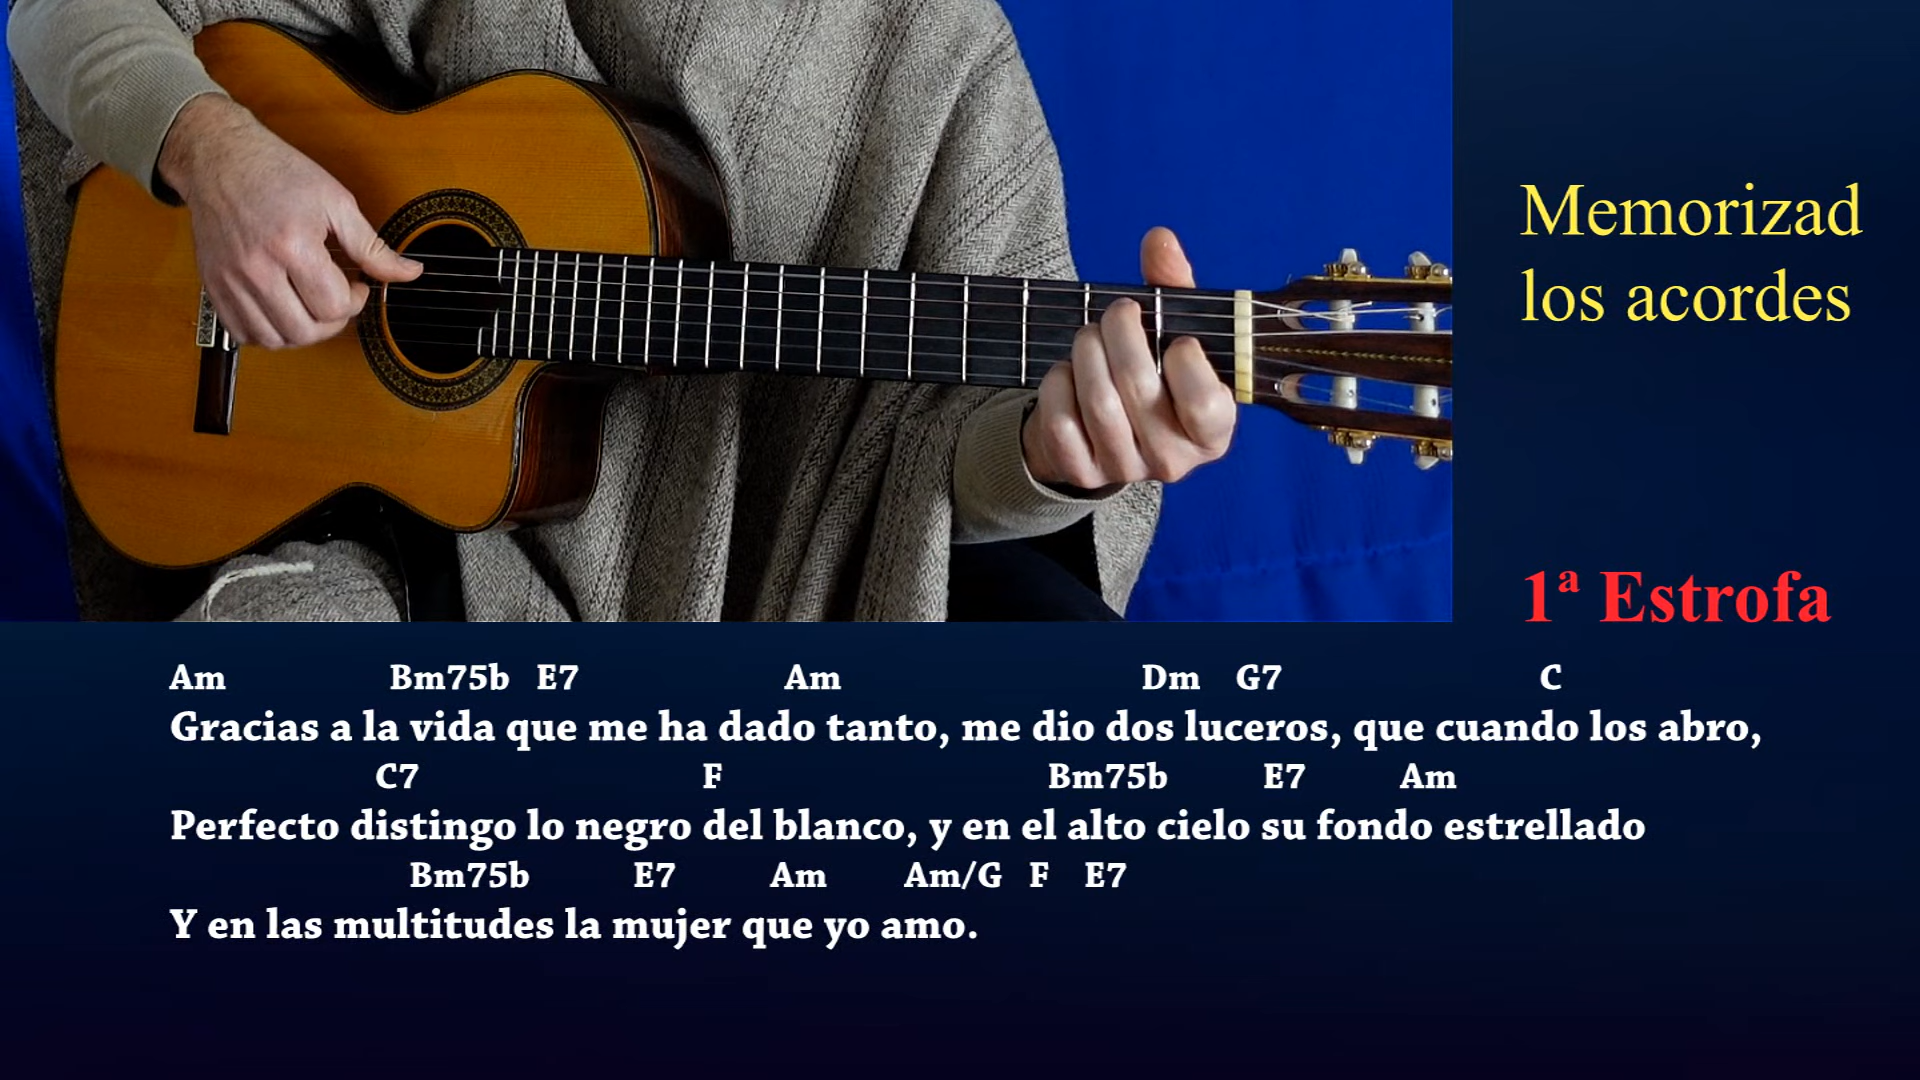 Memorizad
los acordes
1ª Estrofa
Am Bm75b E7 Am Dm G7 C
Gracias a la vida que me ha dado tanto, me dio dos luceros, que cuando los abro,
C7 F Bm75b E7 Am
Perfecto distingo lo negro del blanco, y en el alto cielo su fondo estrellado
Bm75b E7 Am Am/G F E7
Y en las multitudes la mujer que yo amo.